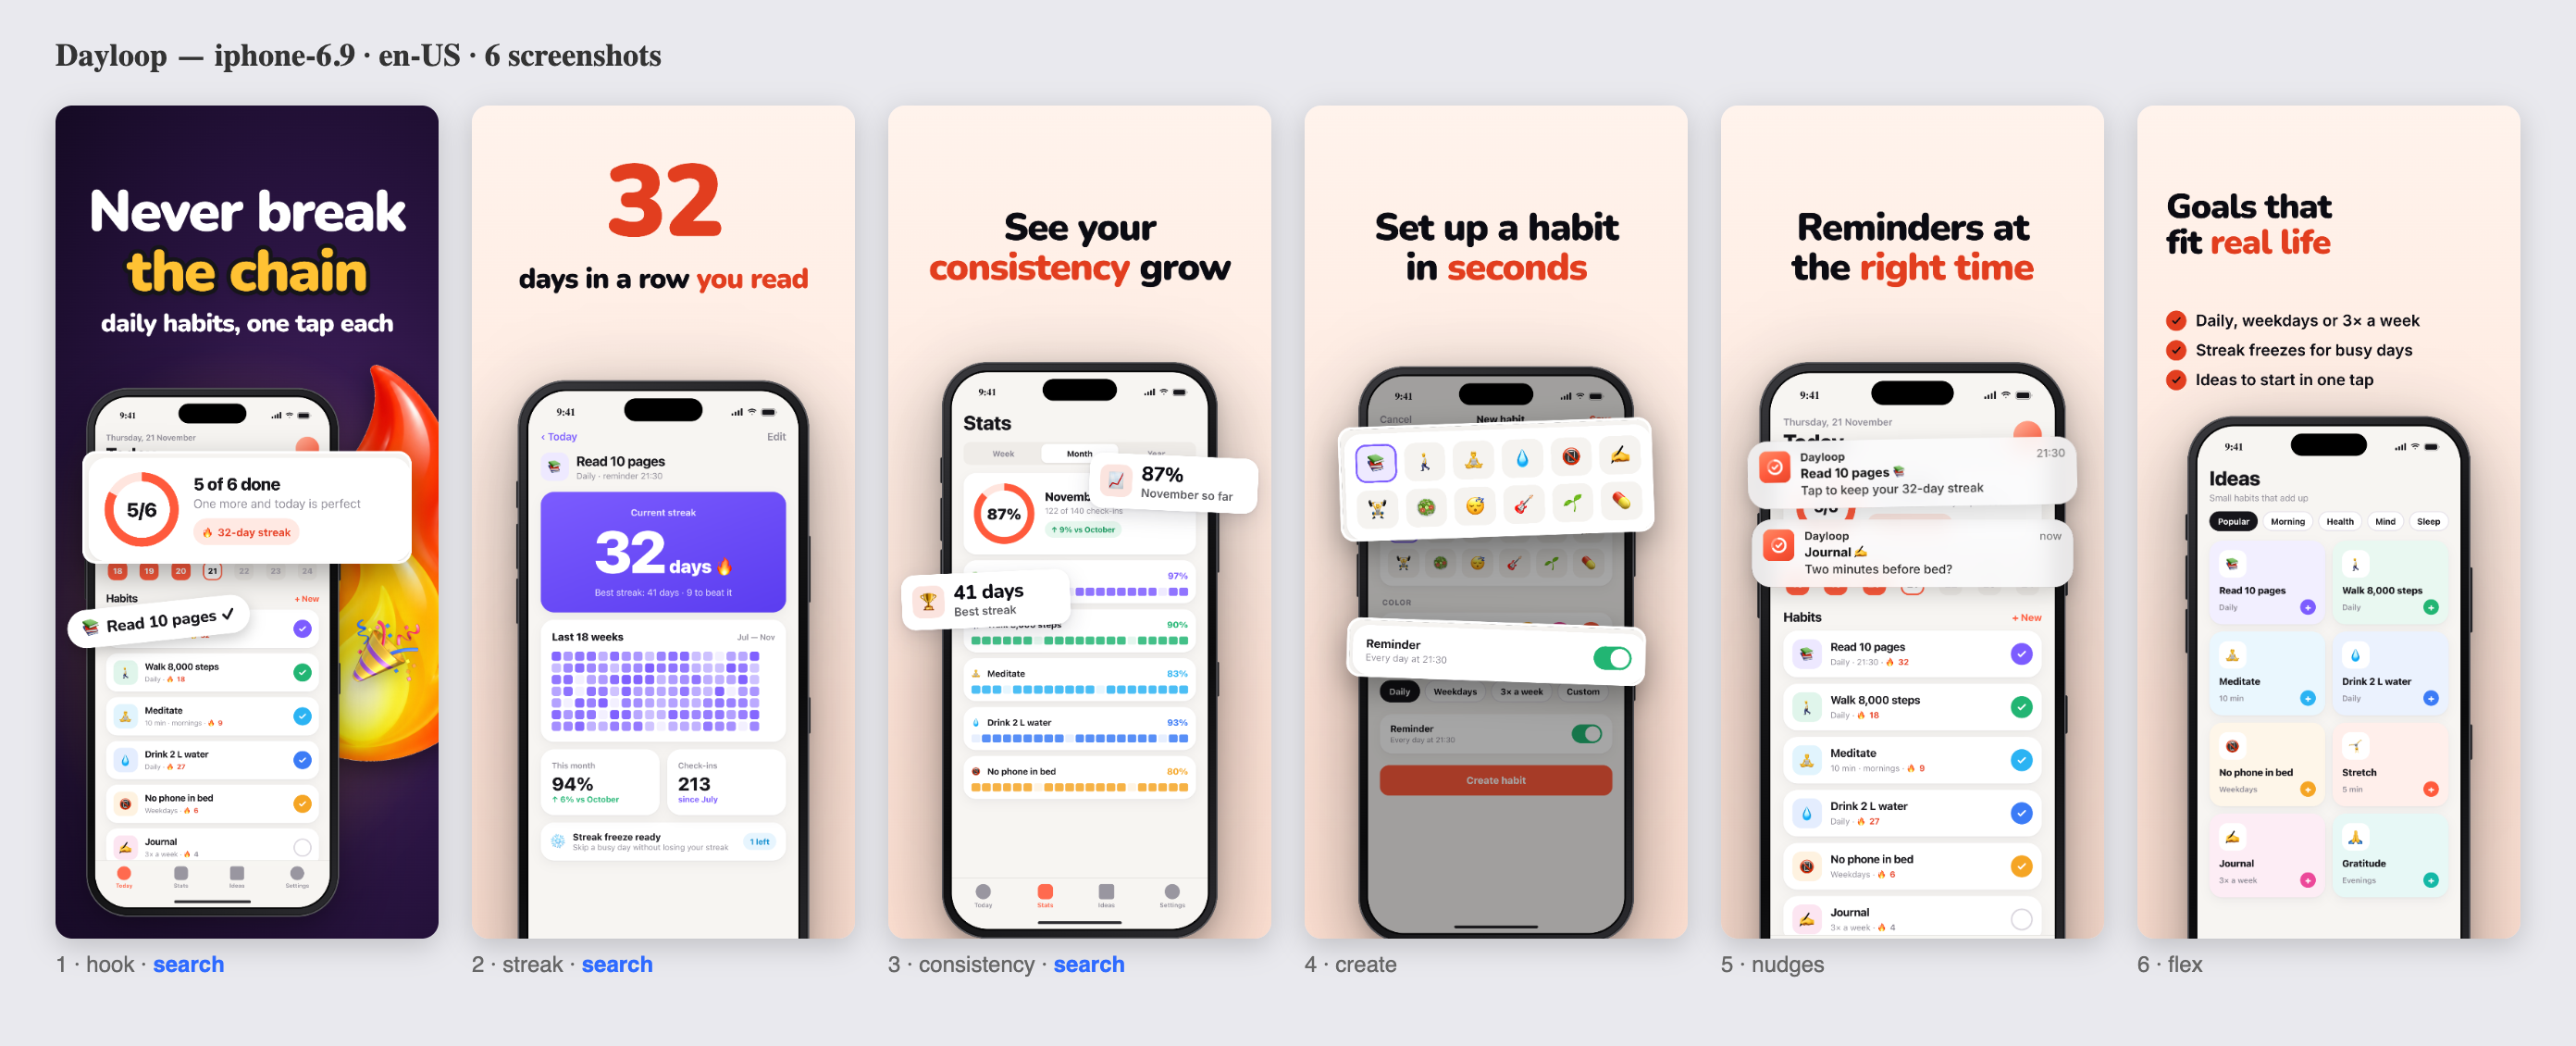 Dayloop — iphone-6.9 · en-US · 6 screenshots
Never break
the chain
daily habits, one tap each
9:41
Thursday, 21 November
5/6
5 of 6 done
One more and today is perfect
🔥 32-day streak
18 19 20 21 22 23 24
Habits
+ New
📚 Read 10 pages ✓
Walk 8,000 steps
Daily · 🔥 18
Meditate
10 min · mornings · 🔥 9
Drink 2 L water
Daily · 🔥 27
No phone in bed
Weekdays · 🔥 6
Journal
3× a week · 🔥 4
Today Stats Ideas Settings
1 · hook · search
32
days in a row you read
9:41
‹ Today
Edit
Read 10 pages
Daily · reminder 21:30
Current streak
32 days 🔥
Best streak: 41 days · 9 to beat it
Last 18 weeks
Jul — Nov
This month
94%
↑ 6% vs October
Check-ins
213
since July
Streak freeze ready
Skip a busy day without losing your streak
1 left
2 · streak · search
See your
consistency grow
9:41
Stats
Week Month Year
87%
122 of 140 check-ins
↑ 9% vs October
87%
November so far
97%
41 days
Best streak
90%
Meditate
83%
Drink 2 L water
93%
No phone in bed
80%
Today Stats Ideas Settings
3 · consistency · search
Set up a habit
in seconds
9:41
Cancel
New habit
COLOR
Reminder
Every day at 21:30
Daily Weekdays 3× a week Custom
Reminder
Every day at 21:30
Create habit
4 · create
Reminders at
the right time
9:41
Thursday, 21 November
Dayloop
21:30
Read 10 pages 📚
Tap to keep your 32-day streak
Dayloop
now
Journal ✍️
Two minutes before bed?
Habits
+ New
Read 10 pages
Daily · 21:30 · 🔥 32
Walk 8,000 steps
Daily · 🔥 18
Meditate
10 min · mornings · 🔥 9
Drink 2 L water
Daily · 🔥 27
No phone in bed
Weekdays · 🔥 6
Journal
3× a week · 🔥 4
5 · nudges
Goals that
fit real life
Daily, weekdays or 3× a week
Streak freezes for busy days
Ideas to start in one tap
9:41
Ideas
Small habits that add up
Popular Morning Health Mind Sleep
Read 10 pages
Daily
Walk 8,000 steps
Daily
Meditate
10 min
Drink 2 L water
Daily
No phone in bed
Weekdays
Stretch
5 min
Journal
3× a week
Gratitude
Evenings
6 · flex